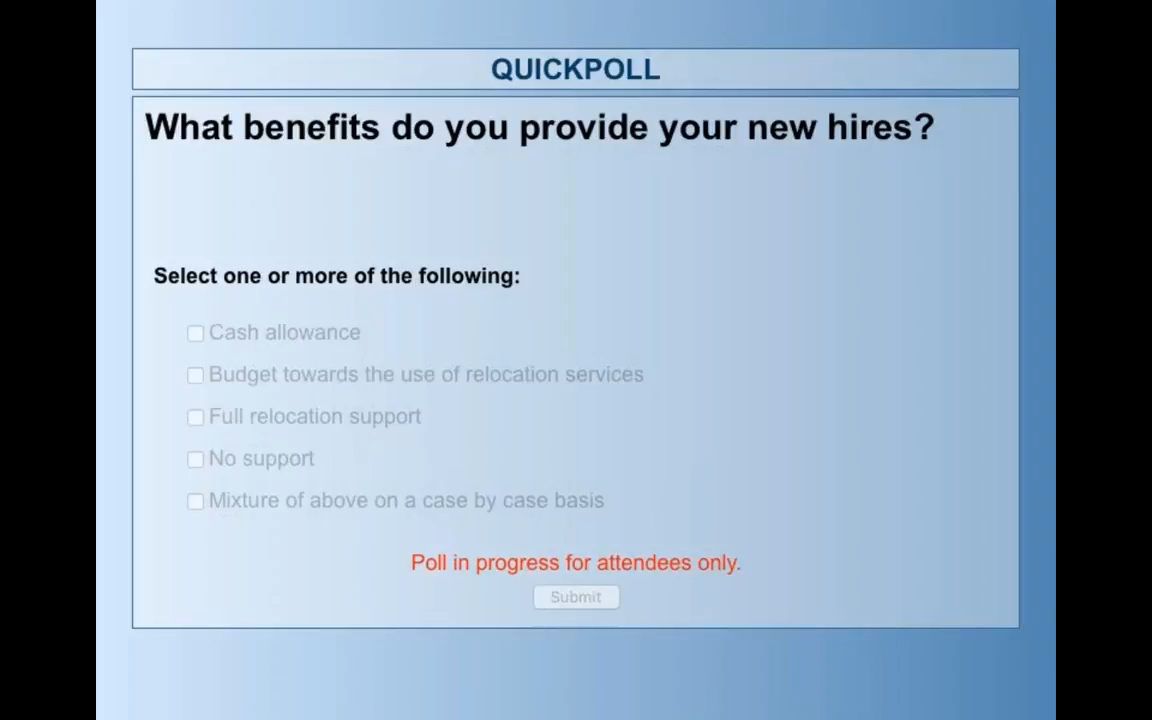 QUICKPOLL
What benefits do you provide your new hires?
Select one or more of the following:
Cash allowance
Budget towards the use of relocation services
Full relocation support
No support
Mixture of above on a case by case basis
Poll in progress for attendees only.
Submit